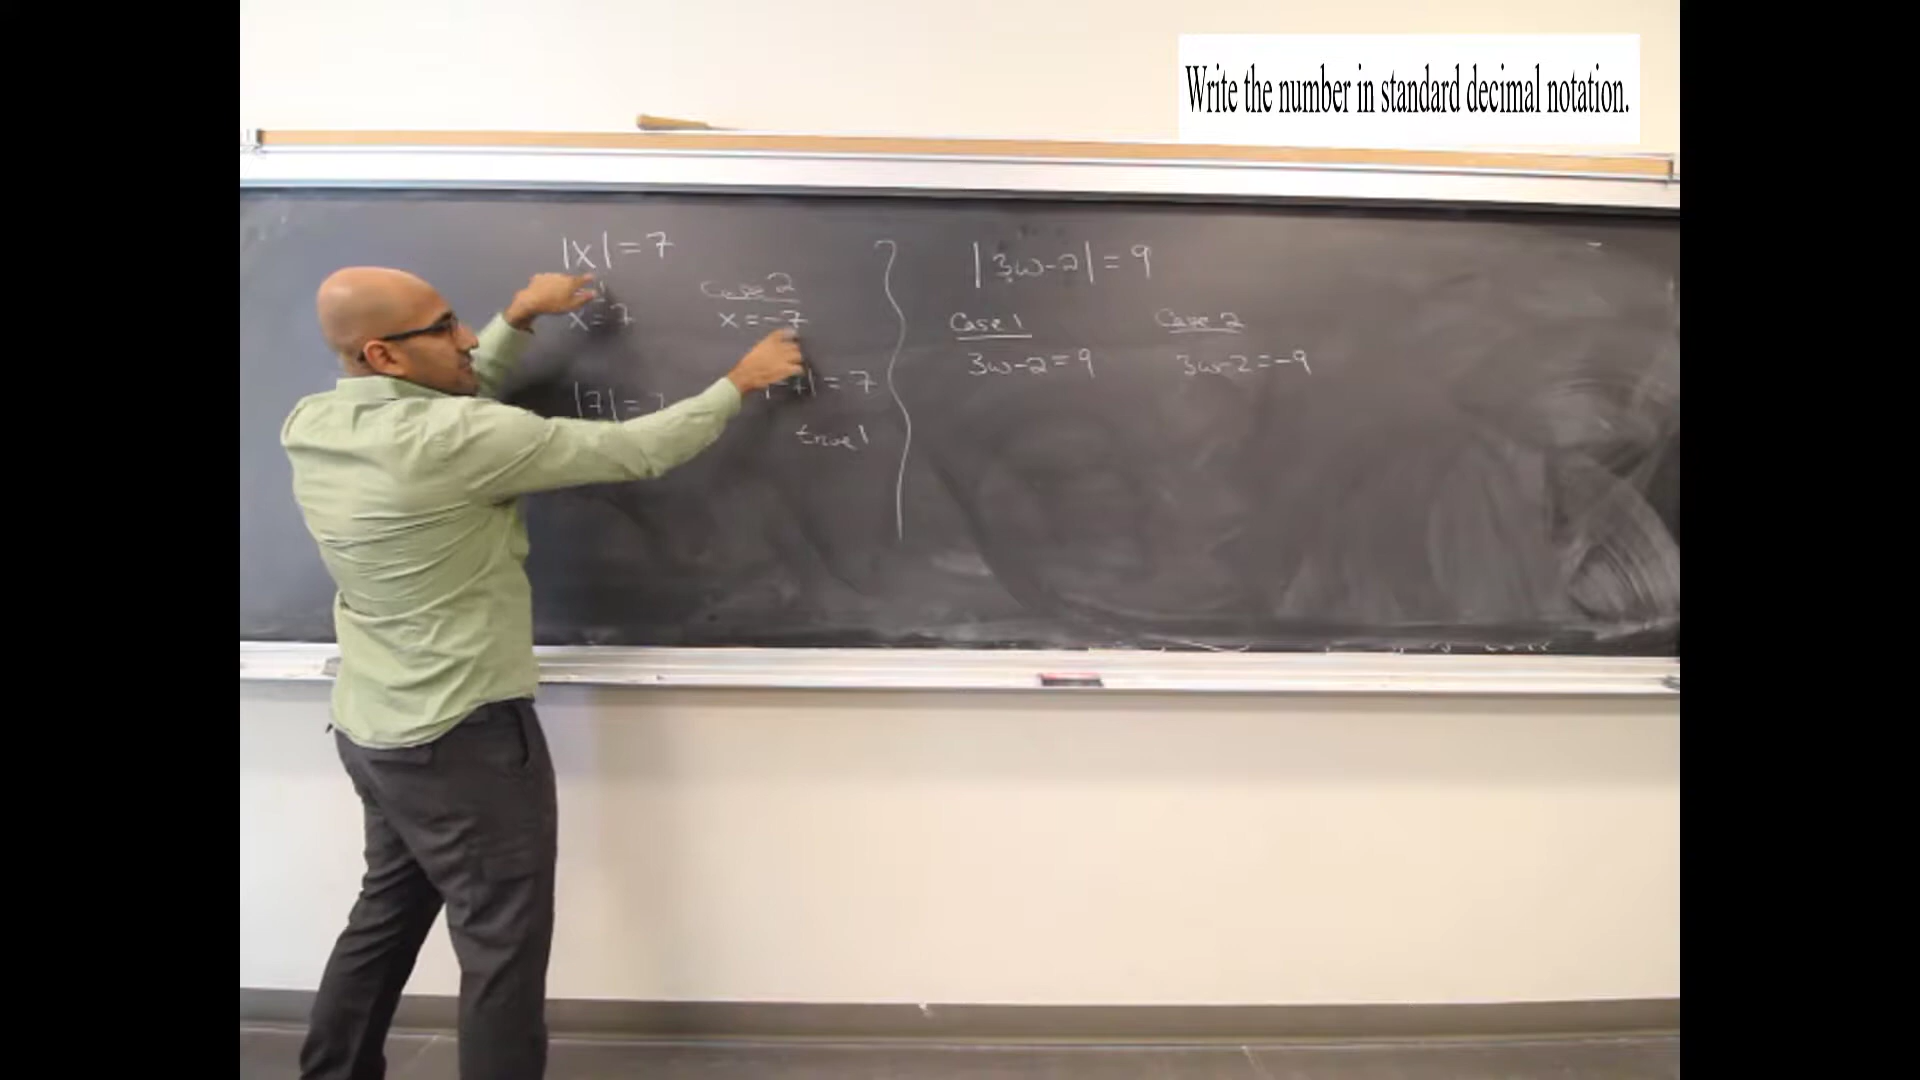 Write the number in standard decimal notation.
|x| = 7
x = 7
|7| = 7
Case 2
x = -7
|-7| = 7
true!
|3w-2| = 9
Case 1
3w-2 = 9
Case 2
3w-2 = -9